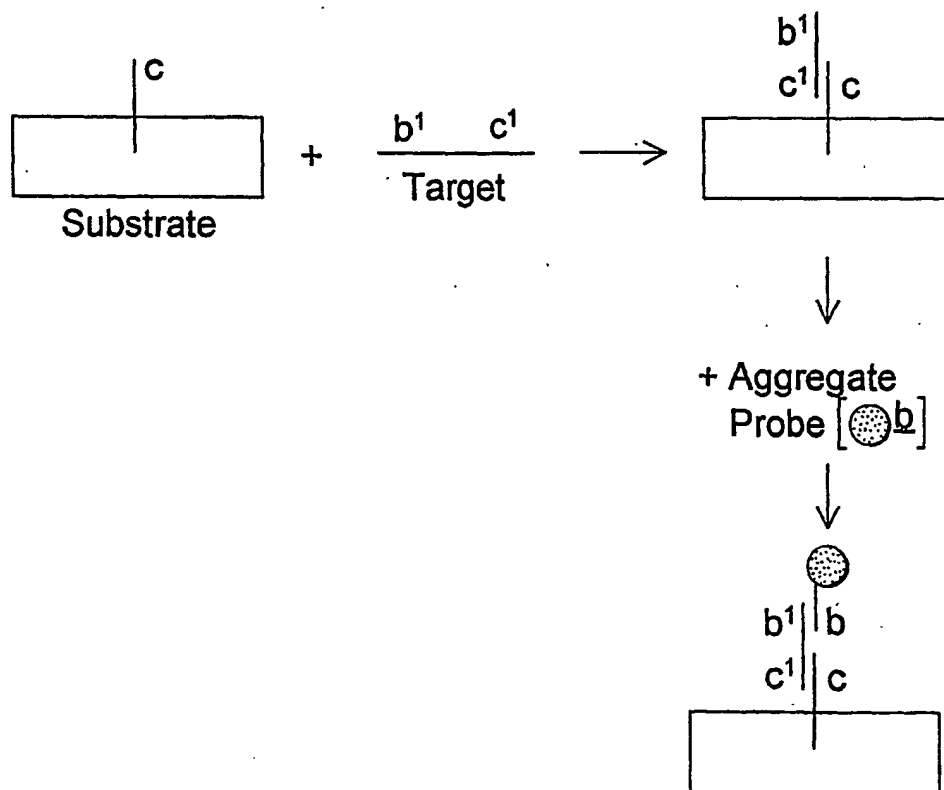 c
Substrate
+
b¹ c¹
Target
b¹
c¹ c
+ Aggregate
Probe [b]
b¹ b
c¹ c